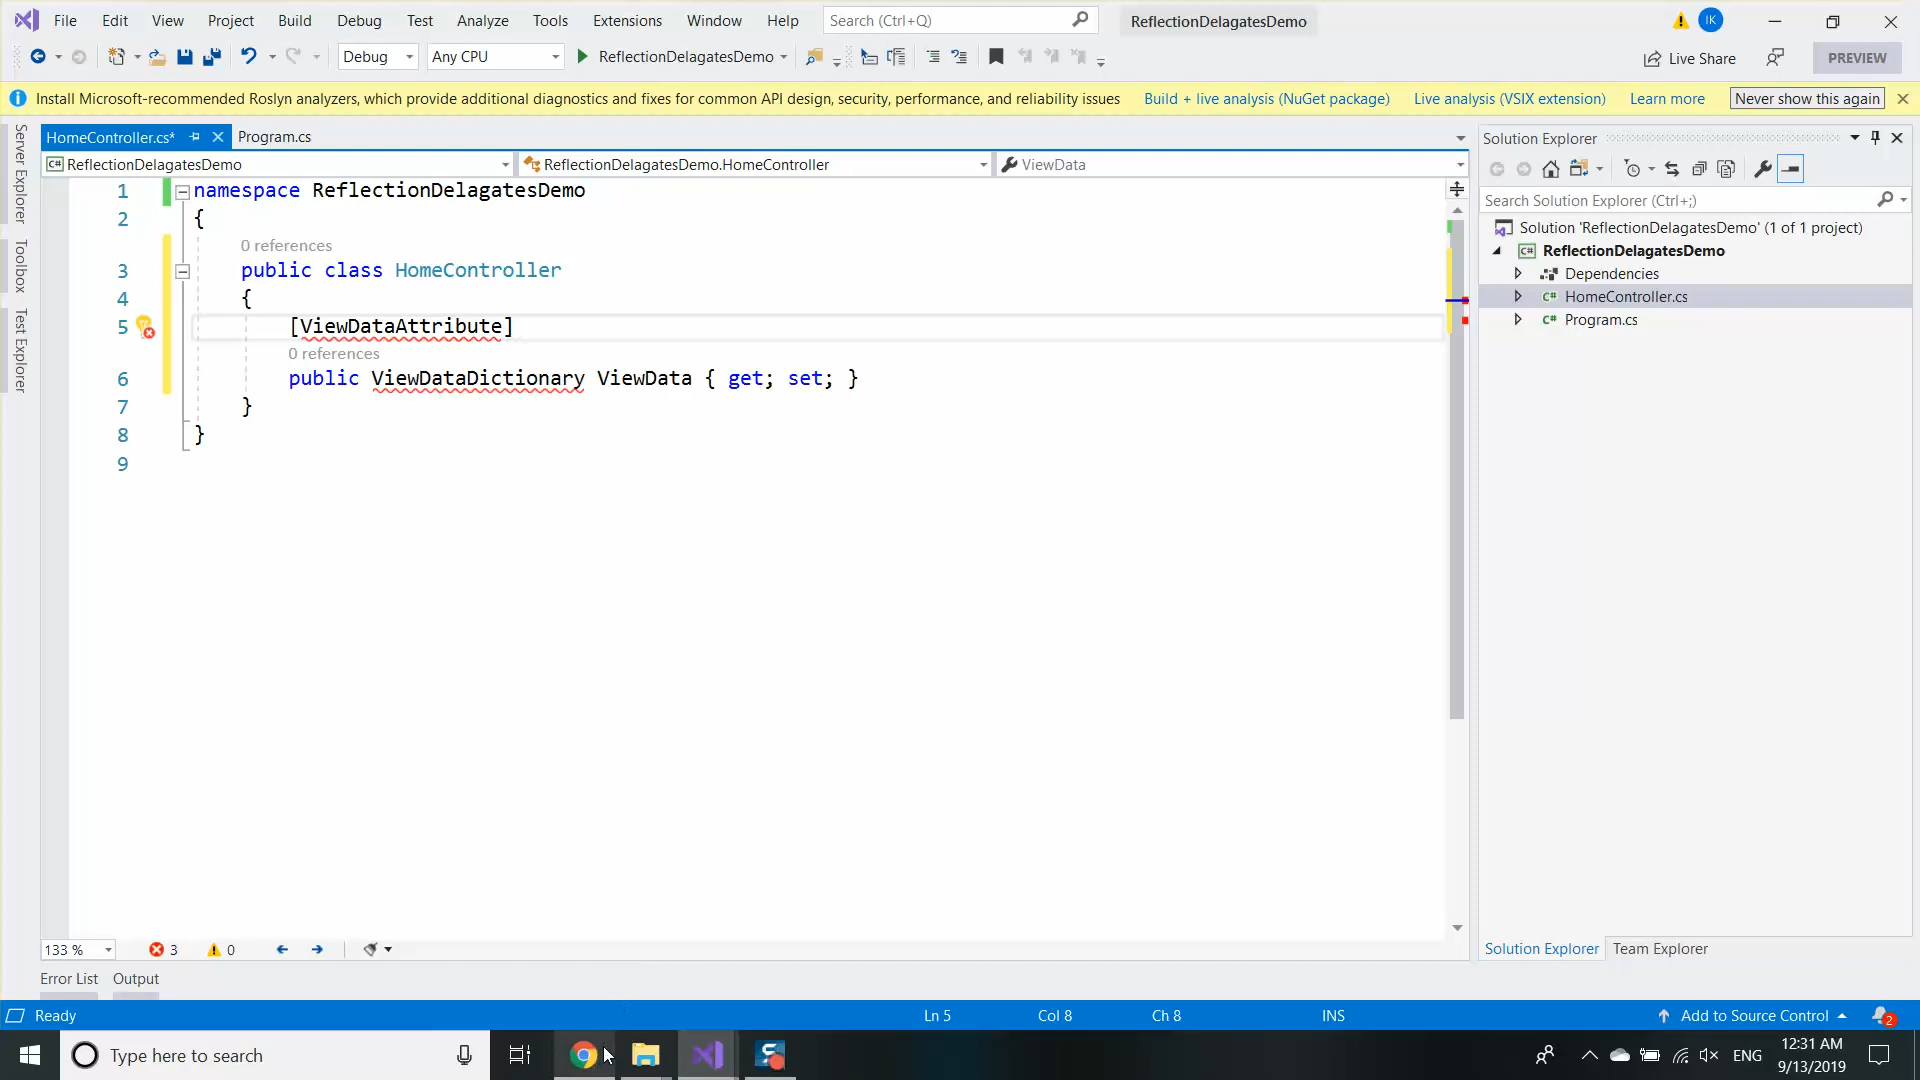 File Edit View Project Build Debug Test Analyze Tools Extensions Window Help Search (Ctrl+Q) ReflectionDelagatesDemo IK
Debug Any CPU ReflectionDelagatesDemo Live Share PREVIEW
Install Microsoft-recommended Roslyn analyzers, which provide additional diagnostics and fixes for common API design, security, performance, and reliability issues Build + live analysis (NuGet package) Live analysis (VSIX extension) Learn more Never show this again
Server Explorer
Toolbox
Test Explorer
HomeController.cs* Program.cs
C# ReflectionDelagatesDemo ReflectionDelagatesDemo.HomeController ViewData
1 namespace ReflectionDelagatesDemo
2 {
0 references
3 public class HomeController
4 {
5 [ViewDataAttribute]
0 references
6 public ViewDataDictionary ViewData { get; set; }
7 }
8 }
9
133 % 3 0
Error List Output
Solution Explorer
Search Solution Explorer (Ctrl+;)
Solution 'ReflectionDelagatesDemo' (1 of 1 project)
C# ReflectionDelagatesDemo
Dependencies
C# HomeController.cs
C# Program.cs
Solution Explorer Team Explorer
Ready Ln 5 Col 8 Ch 8 INS Add to Source Control 2
Type here to search ENG 12:31 AM
9/13/2019